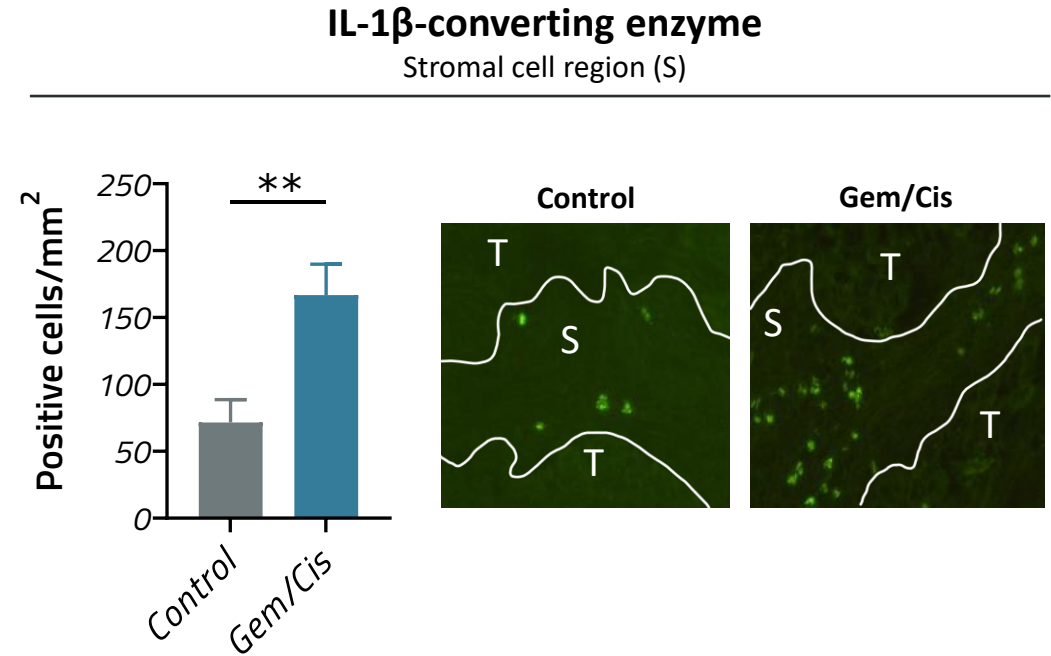 IL-1β-converting enzyme
Stromal cell region (S)
Positive cells/mm²
250
200
150
100
50
0
**
Control
Gem/Cis
Control
T
S
T
Gem/Cis
T
S
T